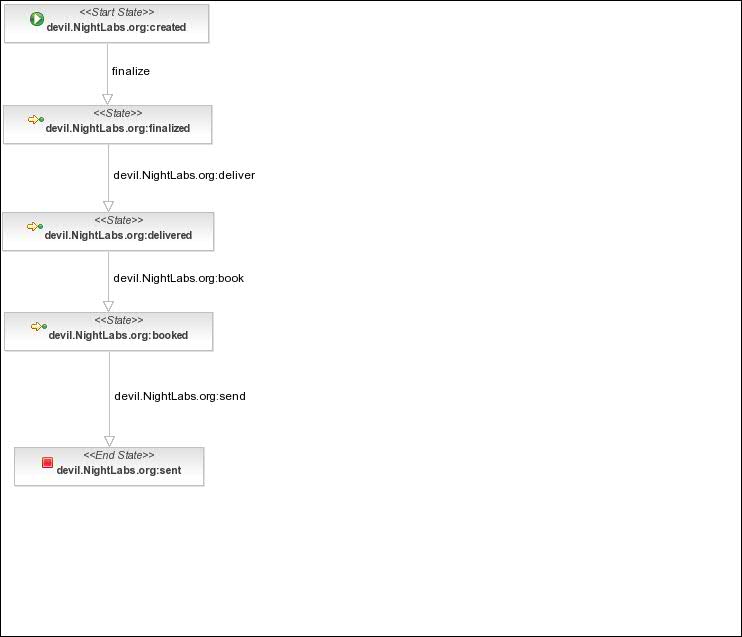 <<Start State>>
devil.NightLabs.org:created
finalize
<<State>>
devil.NightLabs.org:finalized
devil.NightLabs.org:deliver
<<State>>
devil.NightLabs.org:delivered
devil.NightLabs.org:book
<<State>>
devil.NightLabs.org:booked
devil.NightLabs.org:send
<<End State>>
devil.NightLabs.org:sent